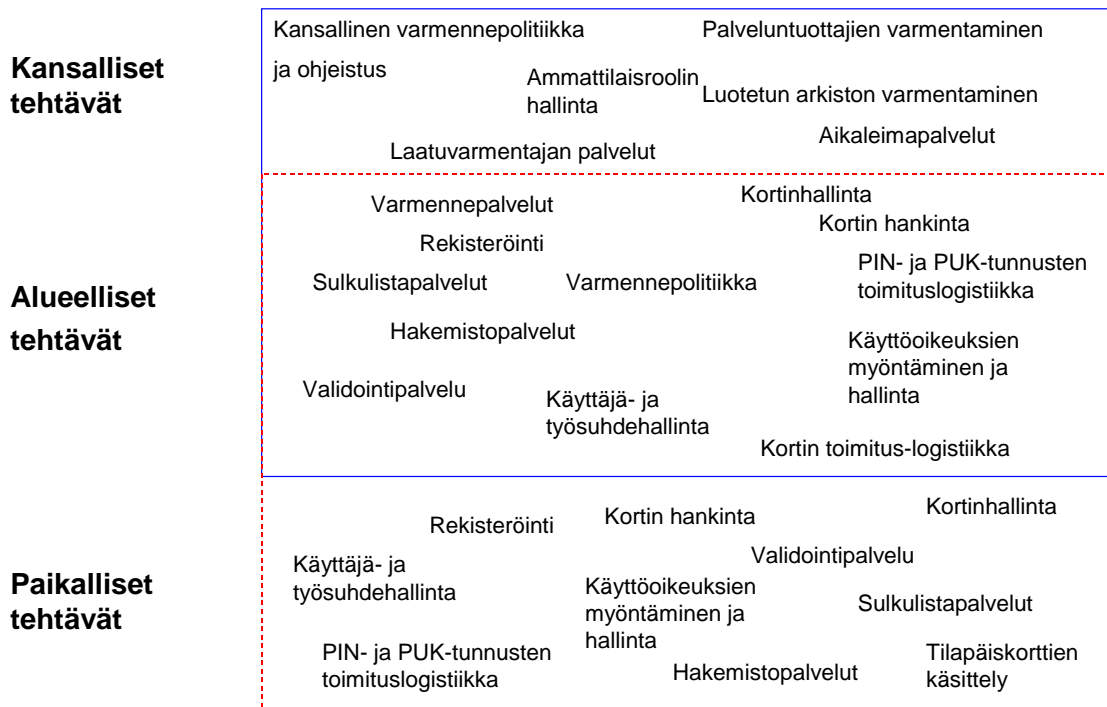 Kansalliset
tehtävät
Kansallinen varmennepolitiikka
ja ohjeistus
Palveluntuottajien varmentaminen
Ammattilaisroolin
hallinta
Luotetun arkiston varmentaminen
Aikaleimapalvelut
Laatuvarmentajan palvelut
Alueelliset
tehtävät
Varmennepalvelut
Kortinhallinta
Kortin hankinta
Rekisteröinti
Sulkulistapalvelut
Varmennepolitiikka
PIN- ja PUK-tunnusten
toimituslogistiikka
Hakemistopalvelut
Käyttöoikeuksien
myöntäminen ja
hallinta
Validointipalvelu
Käyttäjä- ja
työsuhdehallinta
Kortin toimitus-logistiikka
Paikalliset
tehtävät
Rekisteröinti
Kortin hankinta
Kortinhallinta
Validointipalvelu
Käyttäjä- ja
työsuhdehallinta
Käyttöoikeuksien
myöntäminen ja
hallinta
Sulkulistapalvelut
PIN- ja PUK-tunnusten
toimituslogistiikka
Hakemistopalvelut
Tilapäiskorttien
käsittely